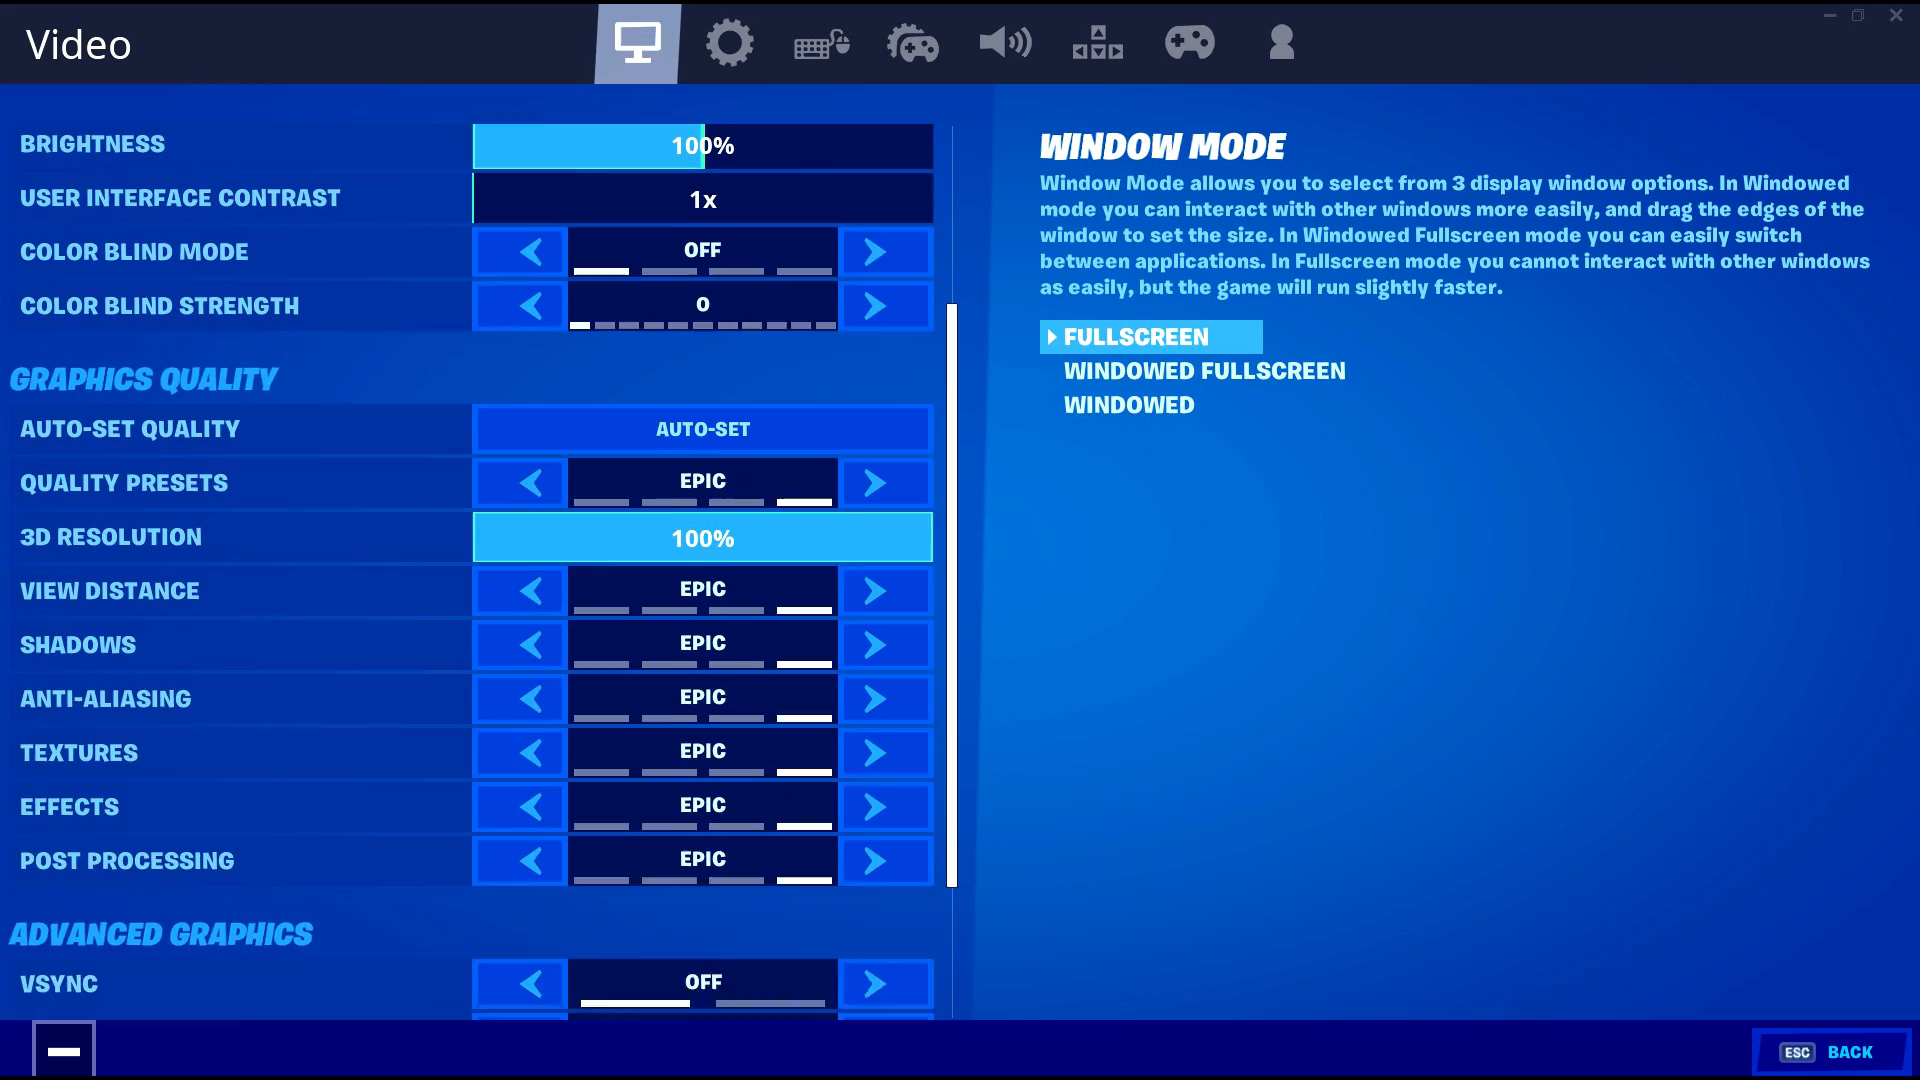 Video
BRIGHTNESS
100%
USER INTERFACE CONTRAST
1x
COLOR BLIND MODE
OFF
COLOR BLIND STRENGTH
0
GRAPHICS QUALITY
AUTO-SET QUALITY
AUTO-SET
QUALITY PRESETS
EPIC
3D RESOLUTION
100%
VIEW DISTANCE
EPIC
SHADOWS
EPIC
ANTI-ALIASING
EPIC
TEXTURES
EPIC
EFFECTS
EPIC
POST PROCESSING
EPIC
ADVANCED GRAPHICS
VSYNC
OFF
WINDOW MODE
Window Mode allows you to select from 3 display window options. In Windowed
mode you can interact with other windows more easily, and drag the edges of the
window to set the size. In Windowed Fullscreen mode you can easily switch
between applications. In Fullscreen mode you cannot interact with other windows
as easily, but the game will run slightly faster.
FULLSCREEN
WINDOWED FULLSCREEN
WINDOWED
ESC BACK